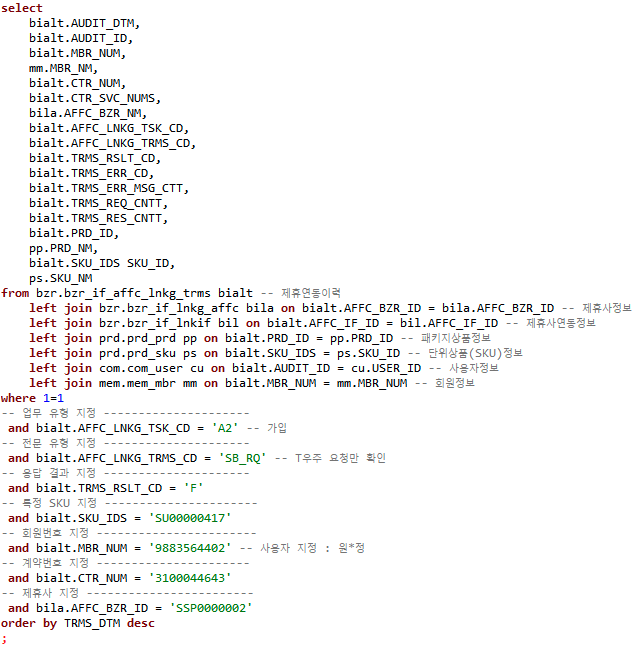 select
bialt.AUDIT_DTM,
bialt.AUDIT_ID,
bialt.MBR_NUM,
mm.MBR_NM,
bialt.CTR_NUM,
bialt.CTR_SVC_NUMS,
bila.AFFC_BZR_NM,
bialt.AFFC_LNKG_TSK_CD,
bialt.AFFC_LNKG_TRMS_CD,
bialt.TRMS_RSLT_CD,
bialt.TRMS_ERR_CD,
bialt.TRMS_ERR_MSG_CTT,
bialt.TRMS_REQ_CNTT,
bialt.TRMS_RES_CNTT,
bialt.PRD_ID,
pp.PRD_NM,
bialt.SKU_IDS SKU_ID,
ps.SKU_NM
from bzr.bzr_if_affc_lnkg_trms bialt -- 제휴연동이력
left join bzr.bzr_if_lnkg_affc bila on bialt.AFFC_BZR_ID = bila.AFFC_BZR_ID -- 제휴사정보
left join bzr.bzr_if_lnkif bil on bialt.AFFC_IF_ID = bil.AFFC_IF_ID -- 제휴사연동정보
left join prd.prd_prd pp on bialt.PRD_ID = pp.PRD_ID -- 패키지상품정보
left join prd.prd_sku ps on bialt.SKU_IDS = ps.SKU_ID -- 단위상품(SKU)정보
left join com.com_user cu on bialt.AUDIT_ID = cu.USER_ID -- 사용자정보
left join mem.mem_mbr mm on bialt.MBR_NUM = mm.MBR_NUM -- 회원정보
where 1=1
-- 업무 유형 지정 ----------------------
and bialt.AFFC_LNKG_TSK_CD = 'A2' -- 가입
-- 전문 유형 지정 ----------------------
and bialt.AFFC_LNKG_TRMS_CD = 'SB_RQ' -- T우주 요청만 확인
-- 응답 결과 지정 ----------------------
and bialt.TRMS_RSLT_CD = 'F'
-- 특정 SKU 지정 -----------------------
and bialt.SKU_IDS = 'SU00000417'
-- 회원번호 지정 ------------------------
and bialt.MBR_NUM = '9883564402' -- 사용자 지정 : 원*정
-- 계약번호 지정 -----------------------
and bialt.CTR_NUM = '3100044643'
-- 제휴사 지정 -------------------------
and bila.AFFC_BZR_ID = 'SSP0000002'
order by TRMS_DTM desc
;